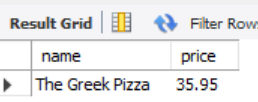 Result Grid Filter Row
name price
The Greek Pizza 35.95